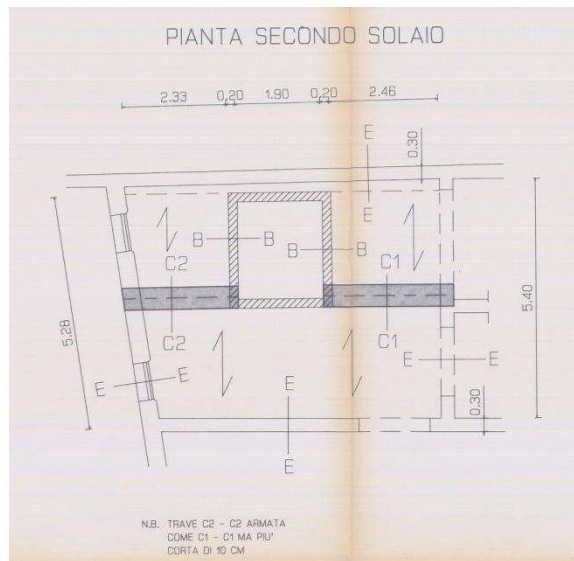 PIANTA SECONDO SOLAIO
2.33 0,20 1.90 0,20 2.46
E
0.30
E
B B
B B
C2 C1
5.28
5.40
C2 C1
E E
E E
E
0.30
E
N.B. TRAVE C2 - C2 ARMATA
COME C1 - C1 MA PIU'
CORTA DI 10 CM